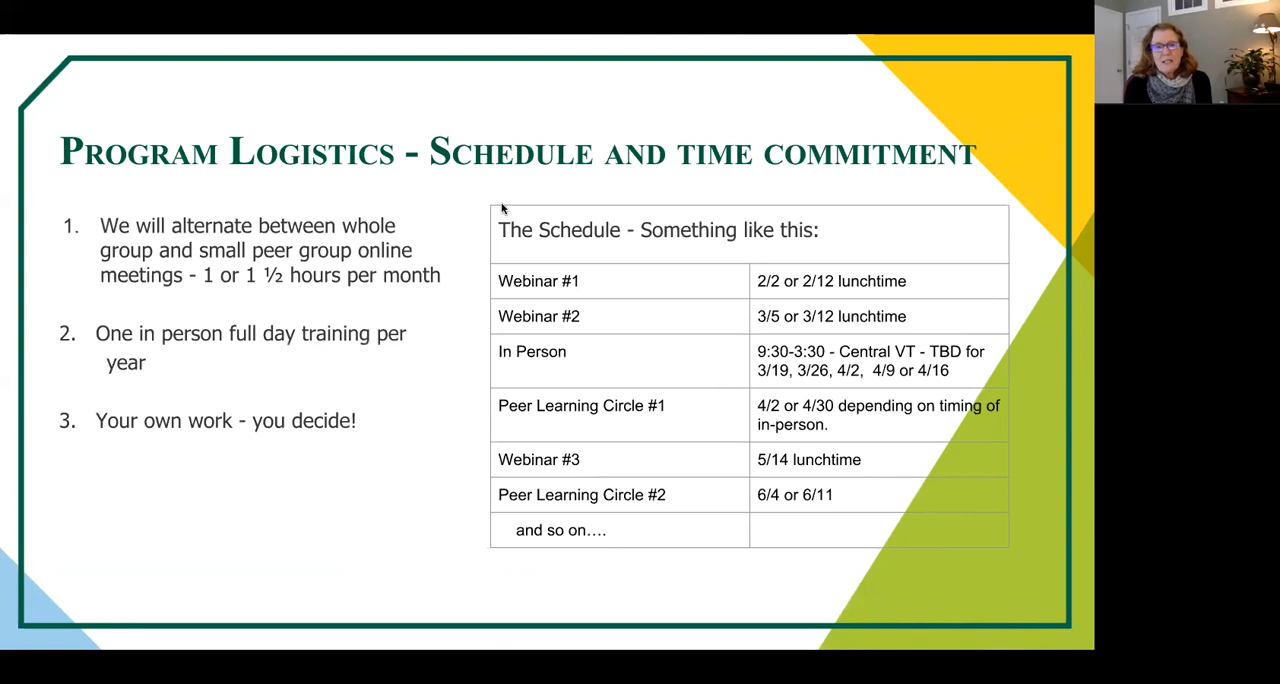 Program Logistics - Schedule and time commitment
1. We will alternate between whole
group and small peer group online
meetings - 1 or 1 ½ hours per month
2. One in person full day training per
year
3. Your own work - you decide!
The Schedule - Something like this:
Webinar #1 2/2 or 2/12 lunchtime
Webinar #2 3/5 or 3/12 lunchtime
In Person 9:30-3:30 - Central VT - TBD for
3/19, 3/26, 4/2, 4/9 or 4/16
Peer Learning Circle #1 4/2 or 4/30 depending on timing of
in-person.
Webinar #3 5/14 lunchtime
Peer Learning Circle #2 6/4 or 6/11
and so on....